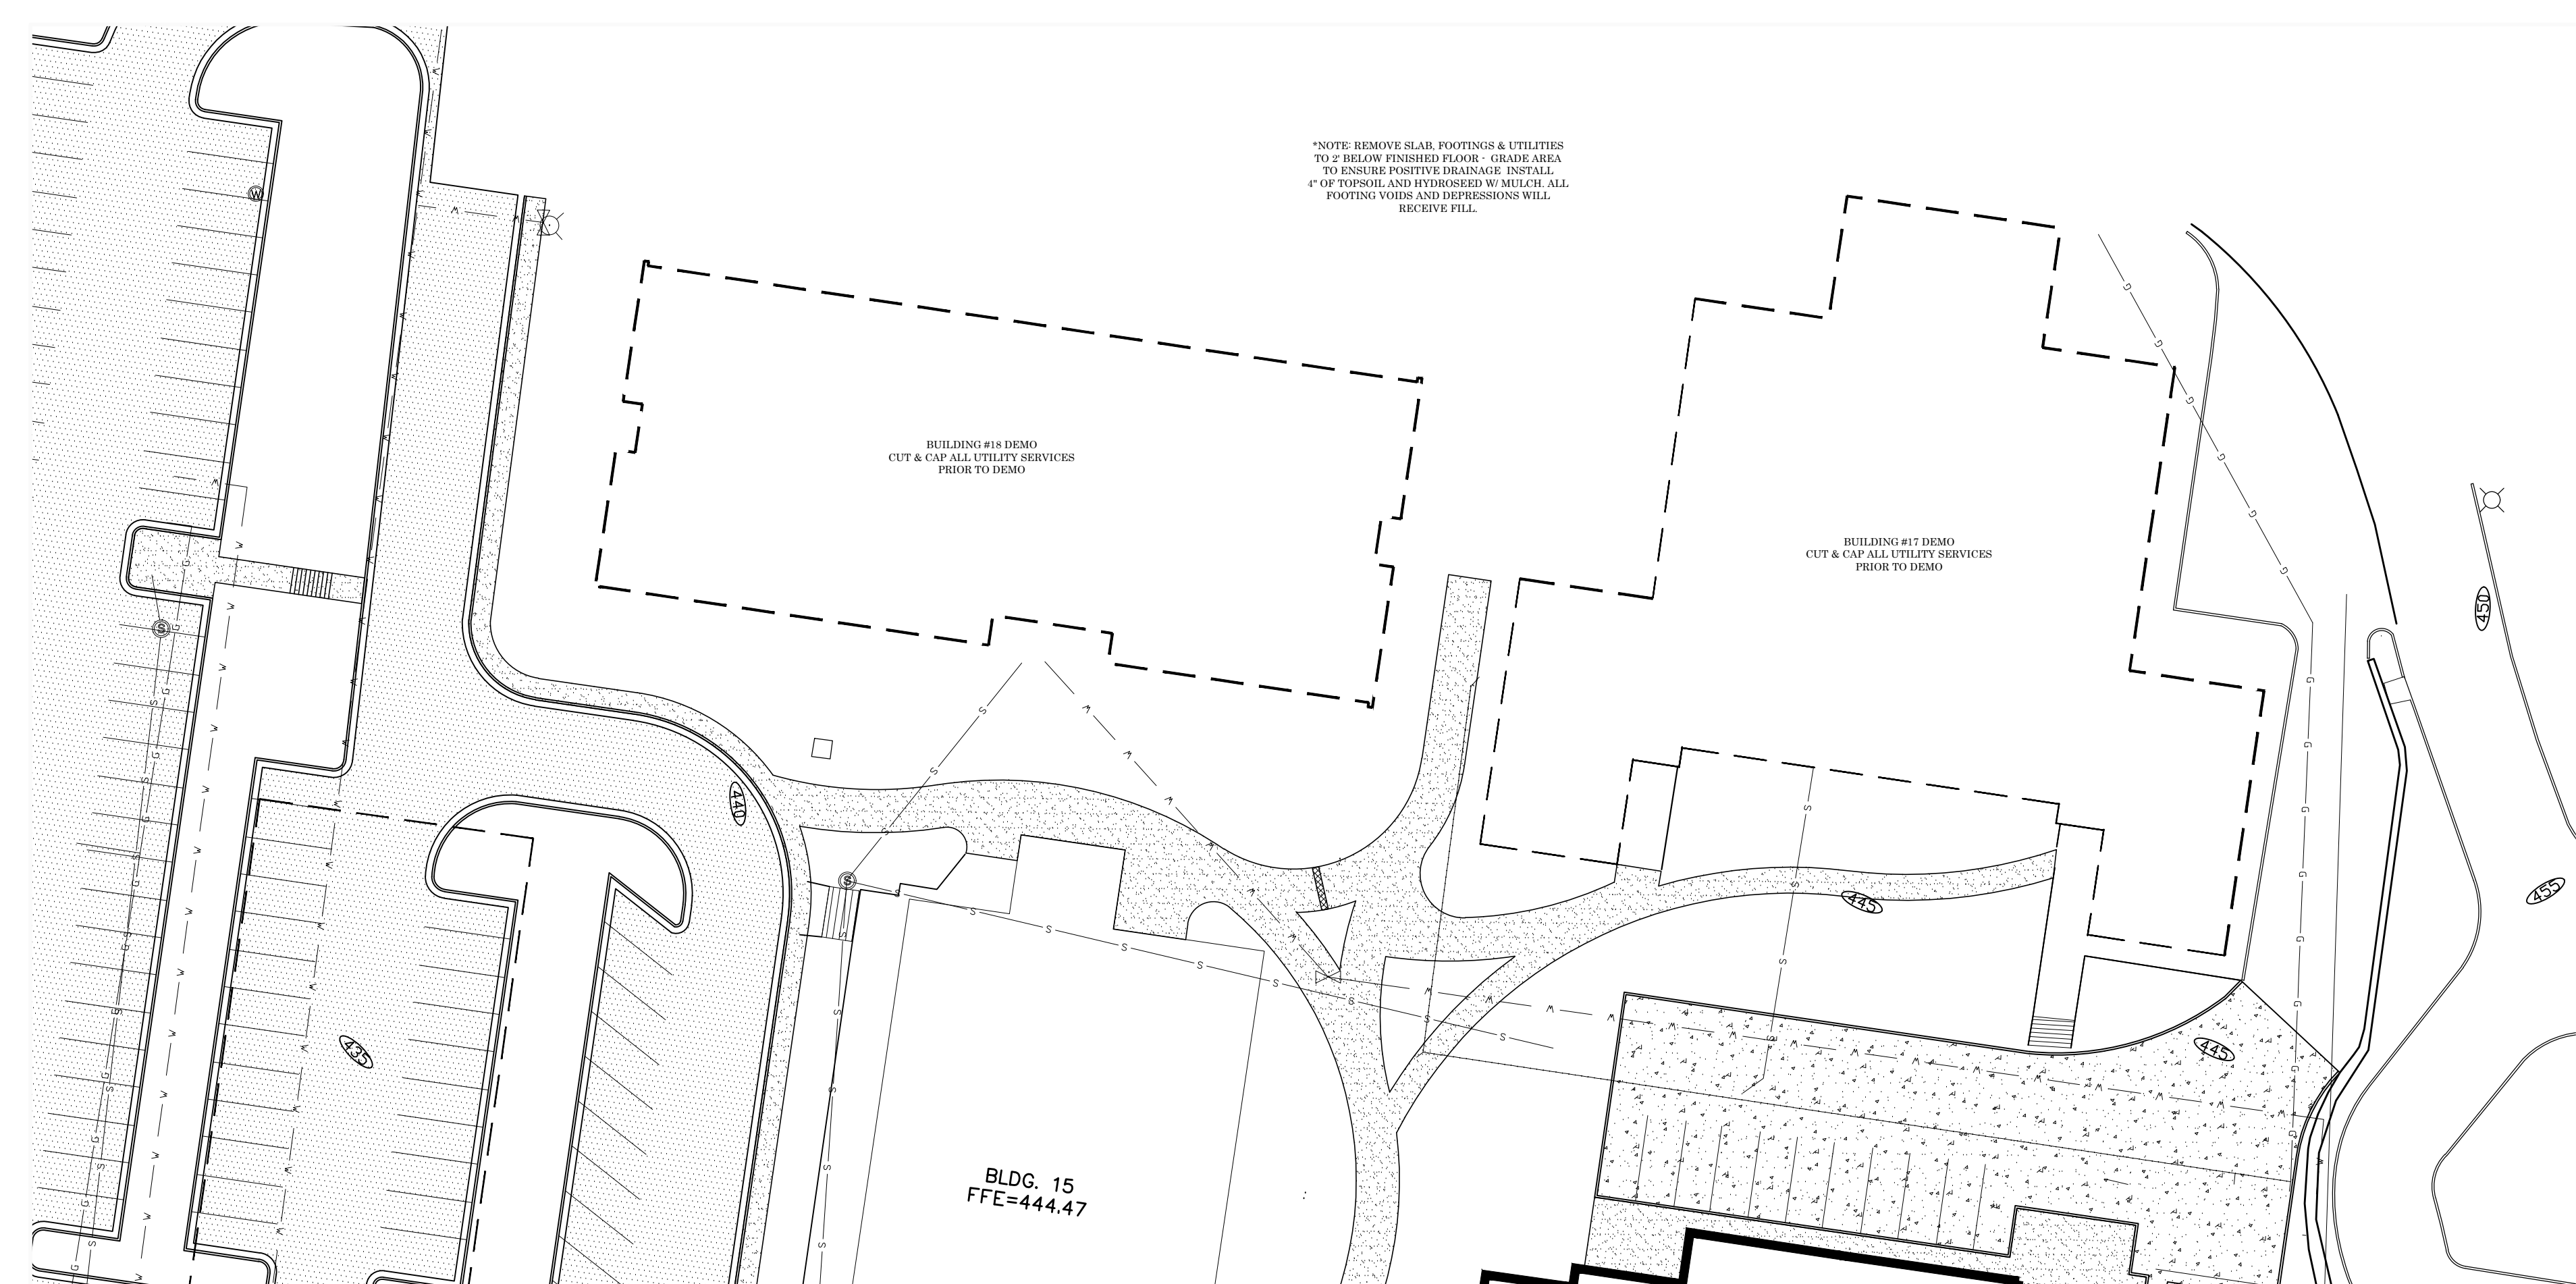 *NOTE: REMOVE SLAB, FOOTINGS & UTILITIES
TO 2' BELOW FINISHED FLOOR - GRADE AREA
TO ENSURE POSITIVE DRAINAGE INSTALL
4" OF TOPSOIL AND HYDROSEED W/ MULCH. ALL
FOOTING VOIDS AND DEPRESSIONS WILL
RECEIVE FILL.
BUILDING #18 DEMO
CUT & CAP ALL UTILITY SERVICES
PRIOR TO DEMO
BUILDING #17 DEMO
CUT & CAP ALL UTILITY SERVICES
PRIOR TO DEMO
450
440
455
445
435
445
BLDG. 15
FFE=444.47